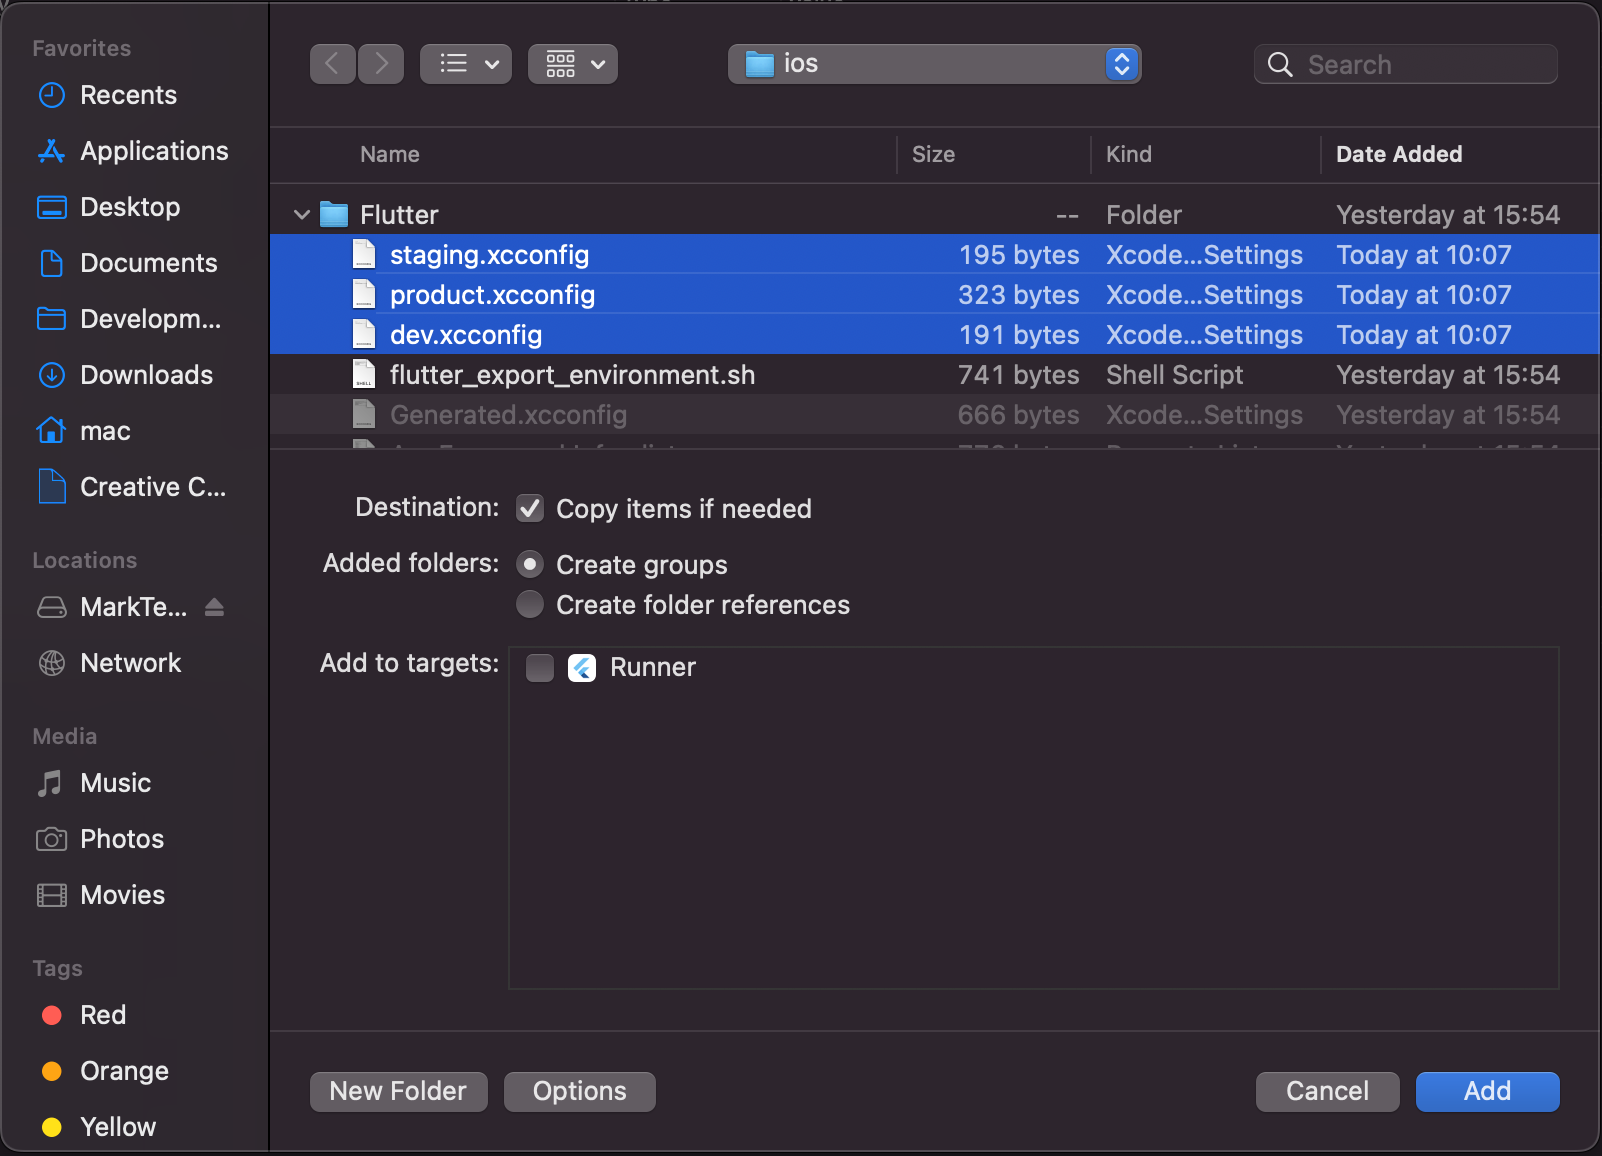 Favorites
Recents
Applications
Desktop
Documents
Developm...
Downloads
mac
Creative C...
Locations
MarkTe...
Network
Media
Music
Photos
Movies
Tags
Red
Orange
Yellow
ios
Search
Name Size Kind Date Added
Flutter -- Folder Yesterday at 15:54
staging.xcconfig 195 bytes Xcode...Settings Today at 10:07
product.xcconfig 323 bytes Xcode...Settings Today at 10:07
dev.xcconfig 191 bytes Xcode...Settings Today at 10:07
flutter_export_environment.sh 741 bytes Shell Script Yesterday at 15:54
Generated.xcconfig 666 bytes Xcode...Settings Yesterday at 15:54
Destination: Copy items if needed
Added folders: Create groups
Create folder references
Add to targets: Runner
New Folder Options Cancel Add